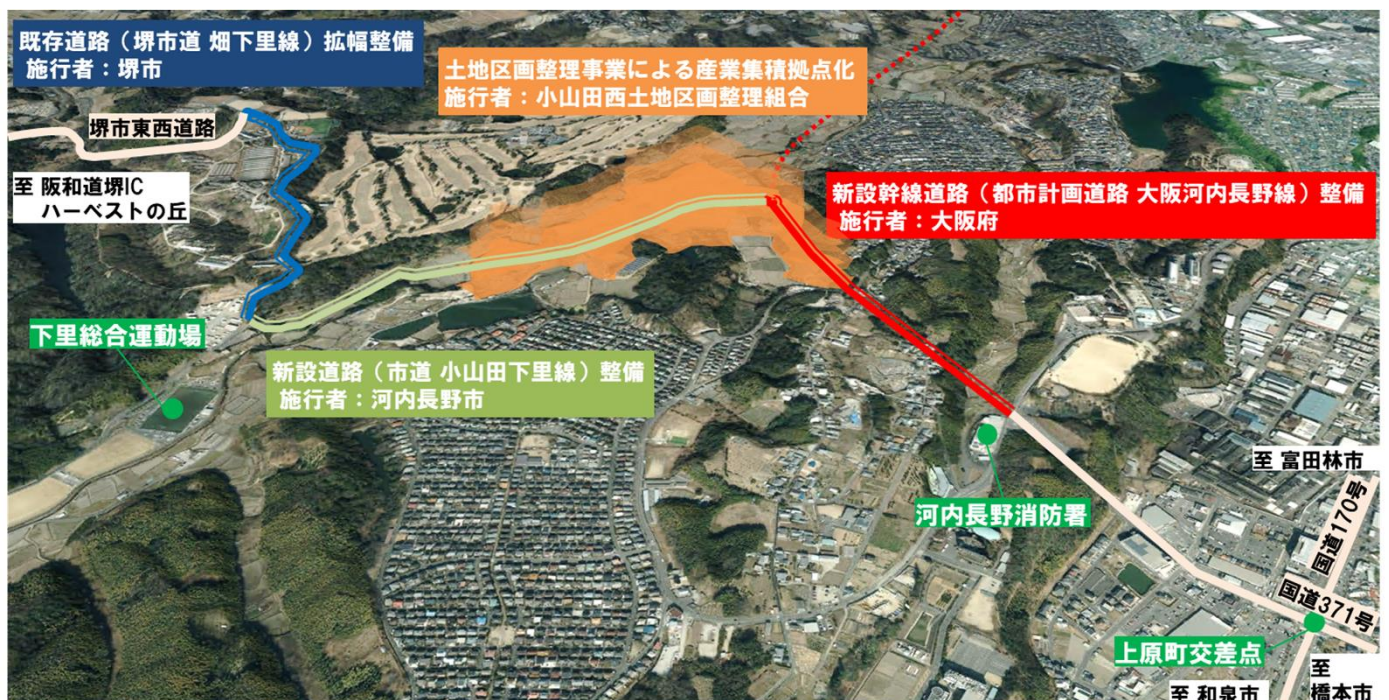 既存道路（堺市道 畑下里線）拡幅整備
施行者：堺市
土地区画整理事業による産業集積拠点化
施行者：小山田西土地区画整理組合
堺市東西道路
至 阪和道堺IC
ハーベストの丘
新設幹線道路（都市計画道路 大阪河内長野線）整備
施行者：大阪府
下里総合運動場
新設道路（市道 小山田下里線）整備
施行者：河内長野市
至 富田林市
河内長野消防署
国道170号
国道371号
上原町交差点
至 和泉市
至
橋本市